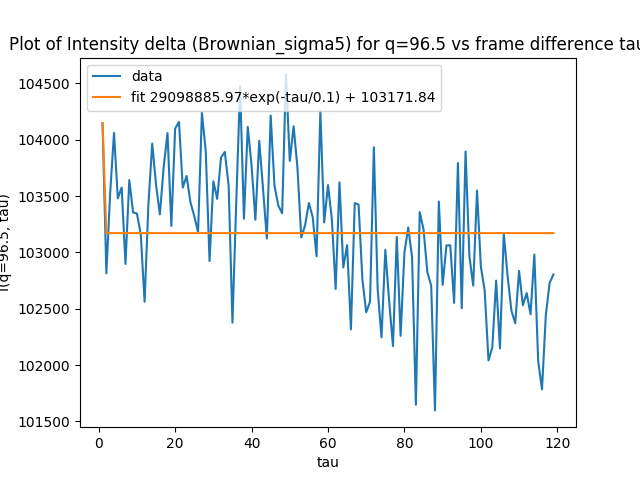 Plot of Intensity delta (Brownian_sigma5) for q=96.5 vs frame difference tau
data
fit 29098885.97*exp(-tau/0.1) + 103171.84
104500
104000
103500
103000
102500
102000
101500
I(q=96.5, tau)
0 20 40 60 80 100 120
tau